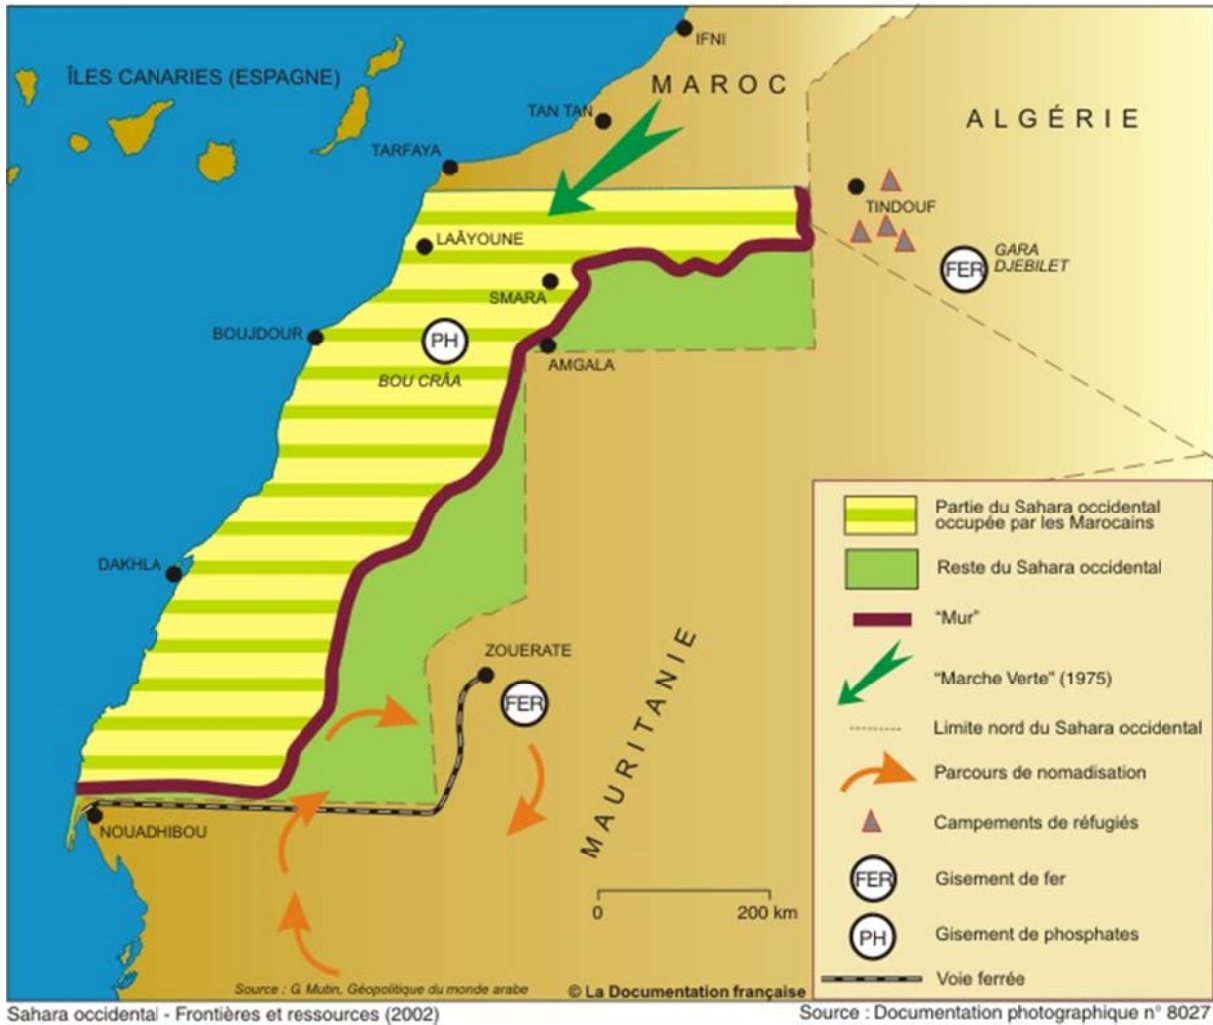 ÎLES CANARIES (ESPAGNE)
IFNI
MAROC
TAN TAN
ALGÉRIE
TARFAYA
TINDOUF
LAÂYOUNE
GARA
DJEBILET
FER
SMARA
BOUJDOUR
PH
AMGALA
BOU CRÂA
DAKHLA
ZOUERATE
FER
MAURITANIE
NOUADHIBOU
0 200 km
Partie du Sahara occidental
occupée par les Marocains
Reste du Sahara occidental
"Mur"
"Marche Verte" (1975)
Limite nord du Sahara occidental
Parcours de nomadisation
Campements de réfugiés
FER
Gisement de fer
PH
Gisement de phosphates
Voie ferrée
Source : G. Mutin, Géopolitique du monde arabe
© La Documentation française
Sahara occidental - Frontières et ressources (2002)
Source : Documentation photographique n° 8027